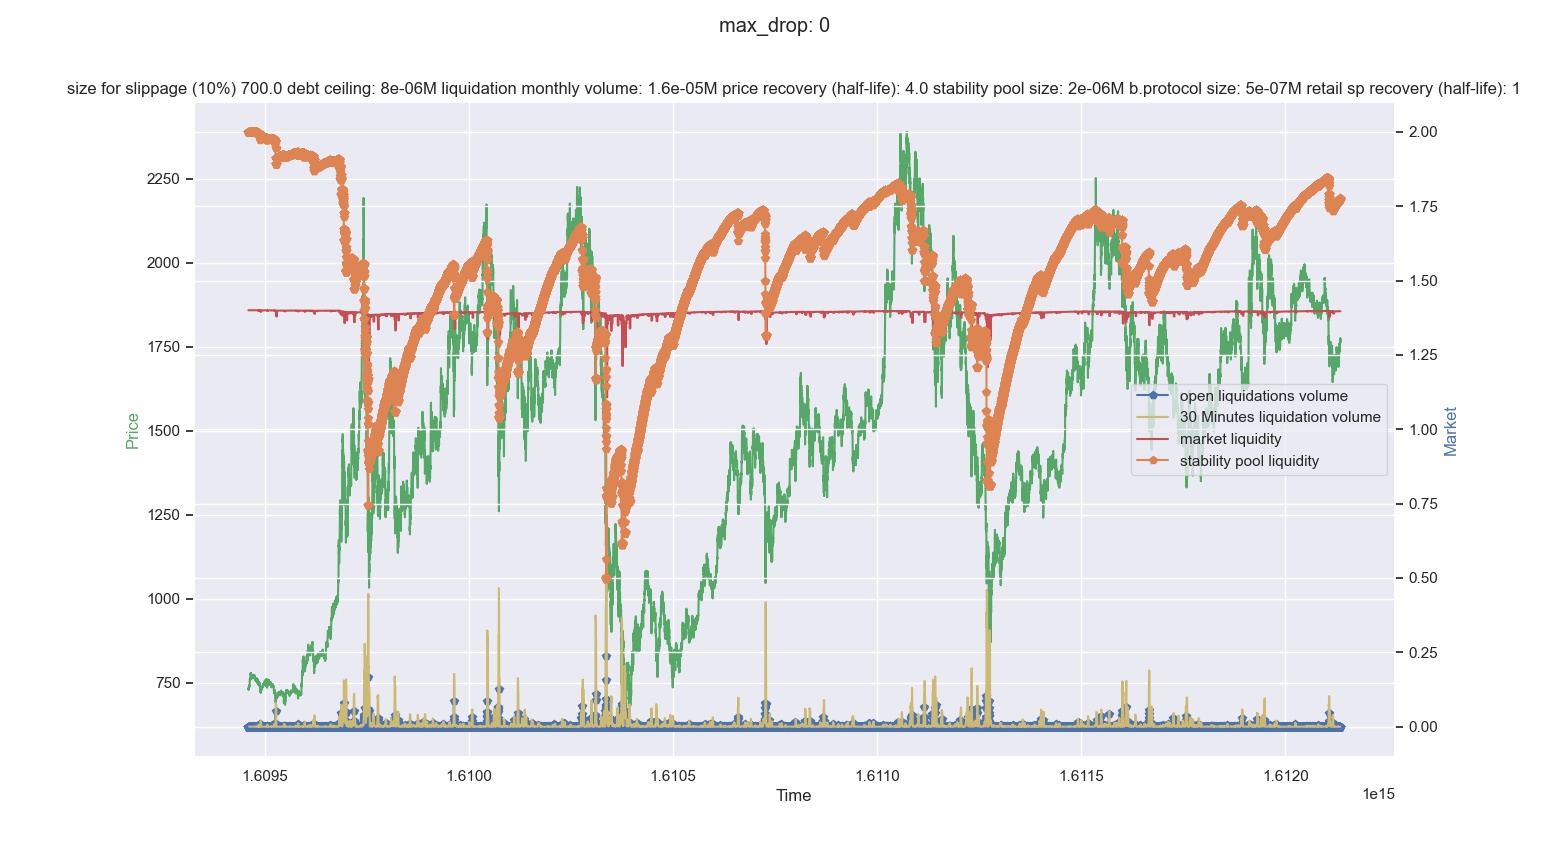 max_drop: 0
size for slippage (10%) 700.0 debt ceiling: 8e-06M liquidation monthly volume: 1.6e-05M price recovery (half-life): 4.0 stability pool size: 2e-06M b.protocol size: 5e-07M retail sp recovery (half-life): 1
2250
2000
1750
1500
1250
1000
750
Price
2.00
1.75
1.50
1.25
1.00
0.75
0.50
0.25
0.00
Market
open liquidations volume
30 Minutes liquidation volume
market liquidity
stability pool liquidity
1.6095
1.6100
1.6105
1.6110
1.6115
1.6120
Time
1e15